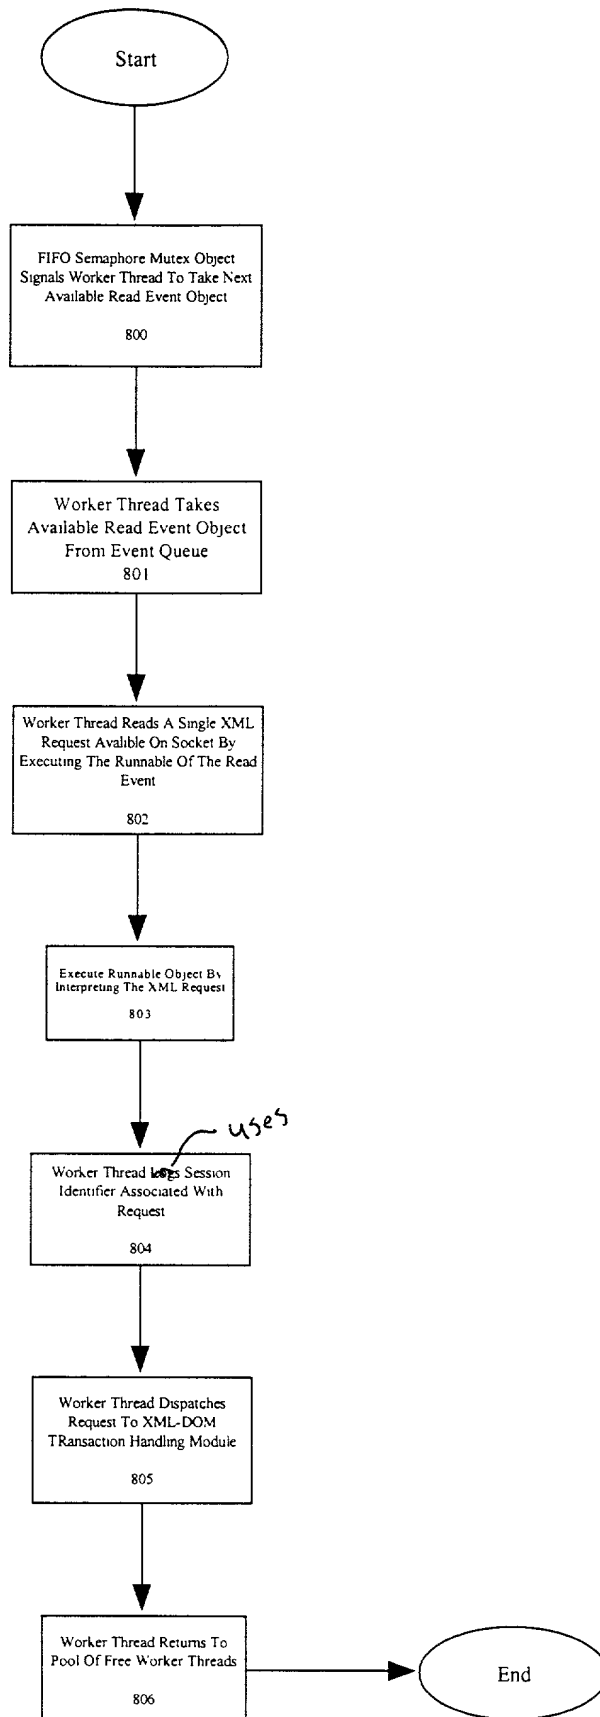 Start
FIFO Semaphore Mutex Object
Signals Worker Thread To Take Next
Available Read Event Object
800
Worker Thread Takes
Available Read Event Object
From Event Queue
801
Worker Thread Reads A Single XML
Request Avalible On Socket By
Executing The Runnable Of The Read
Event
802
Execute Runnable Object By
Interpreting The XML Request
803
uses
Worker Thread Session
Identifier Associated With
Request
804
Worker Thread Dispatches
Request To XML-DOM
TRansaction Handling Module
805
Worker Thread Returns To
Pool Of Free Worker Threads
806
End